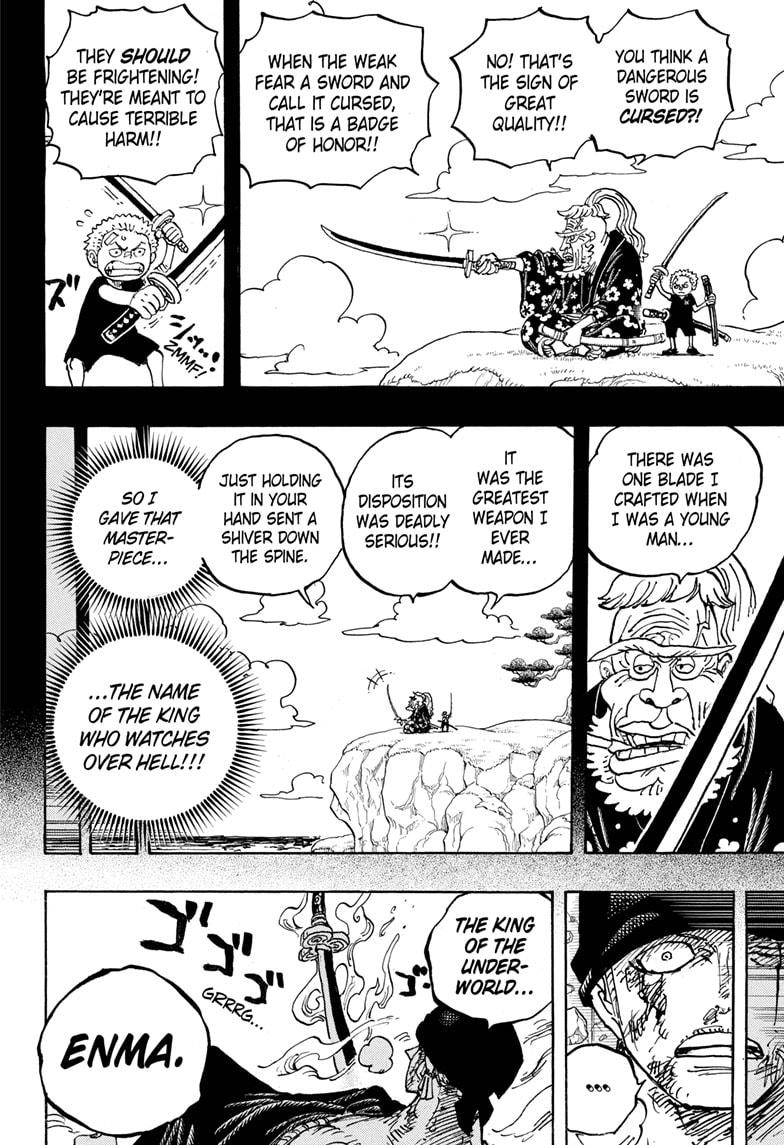 YOU THINK A
DANGEROUS
SWORD IS
CURSED?!
NO! THAT'S
THE SIGN OF
GREAT
QUALITY!!
WHEN THE WEAK
FEAR A SWORD AND
CALL IT CURSED,
THAT IS A BADGE
OF HONOR!!
THEY SHOULD
BE FRIGHTENING!
THEY'RE MEANT TO
CAUSE TERRIBLE
HARM!!
ズ
ZMMF!
THERE WAS
ONE BLADE I
CRAFTED WHEN
I WAS A YOUNG
MAN...
IT
WAS THE
GREATEST
WEAPON I
EVER
MADE...
ITS
DISPOSITION
WAS DEADLY
SERIOUS!!
JUST HOLDING
IT IN YOUR
HAND SENT A
SHIVER DOWN
THE SPINE.
SO I
GAVE THAT
MASTER-
PIECE...
...THE NAME
OF THE KING
WHO WATCHES
OVER HELL!!!
...
THE KING
OF THE
UNDER-
WORLD...
ゴゴゴ
GRRRG...
ゴ
ENMA.